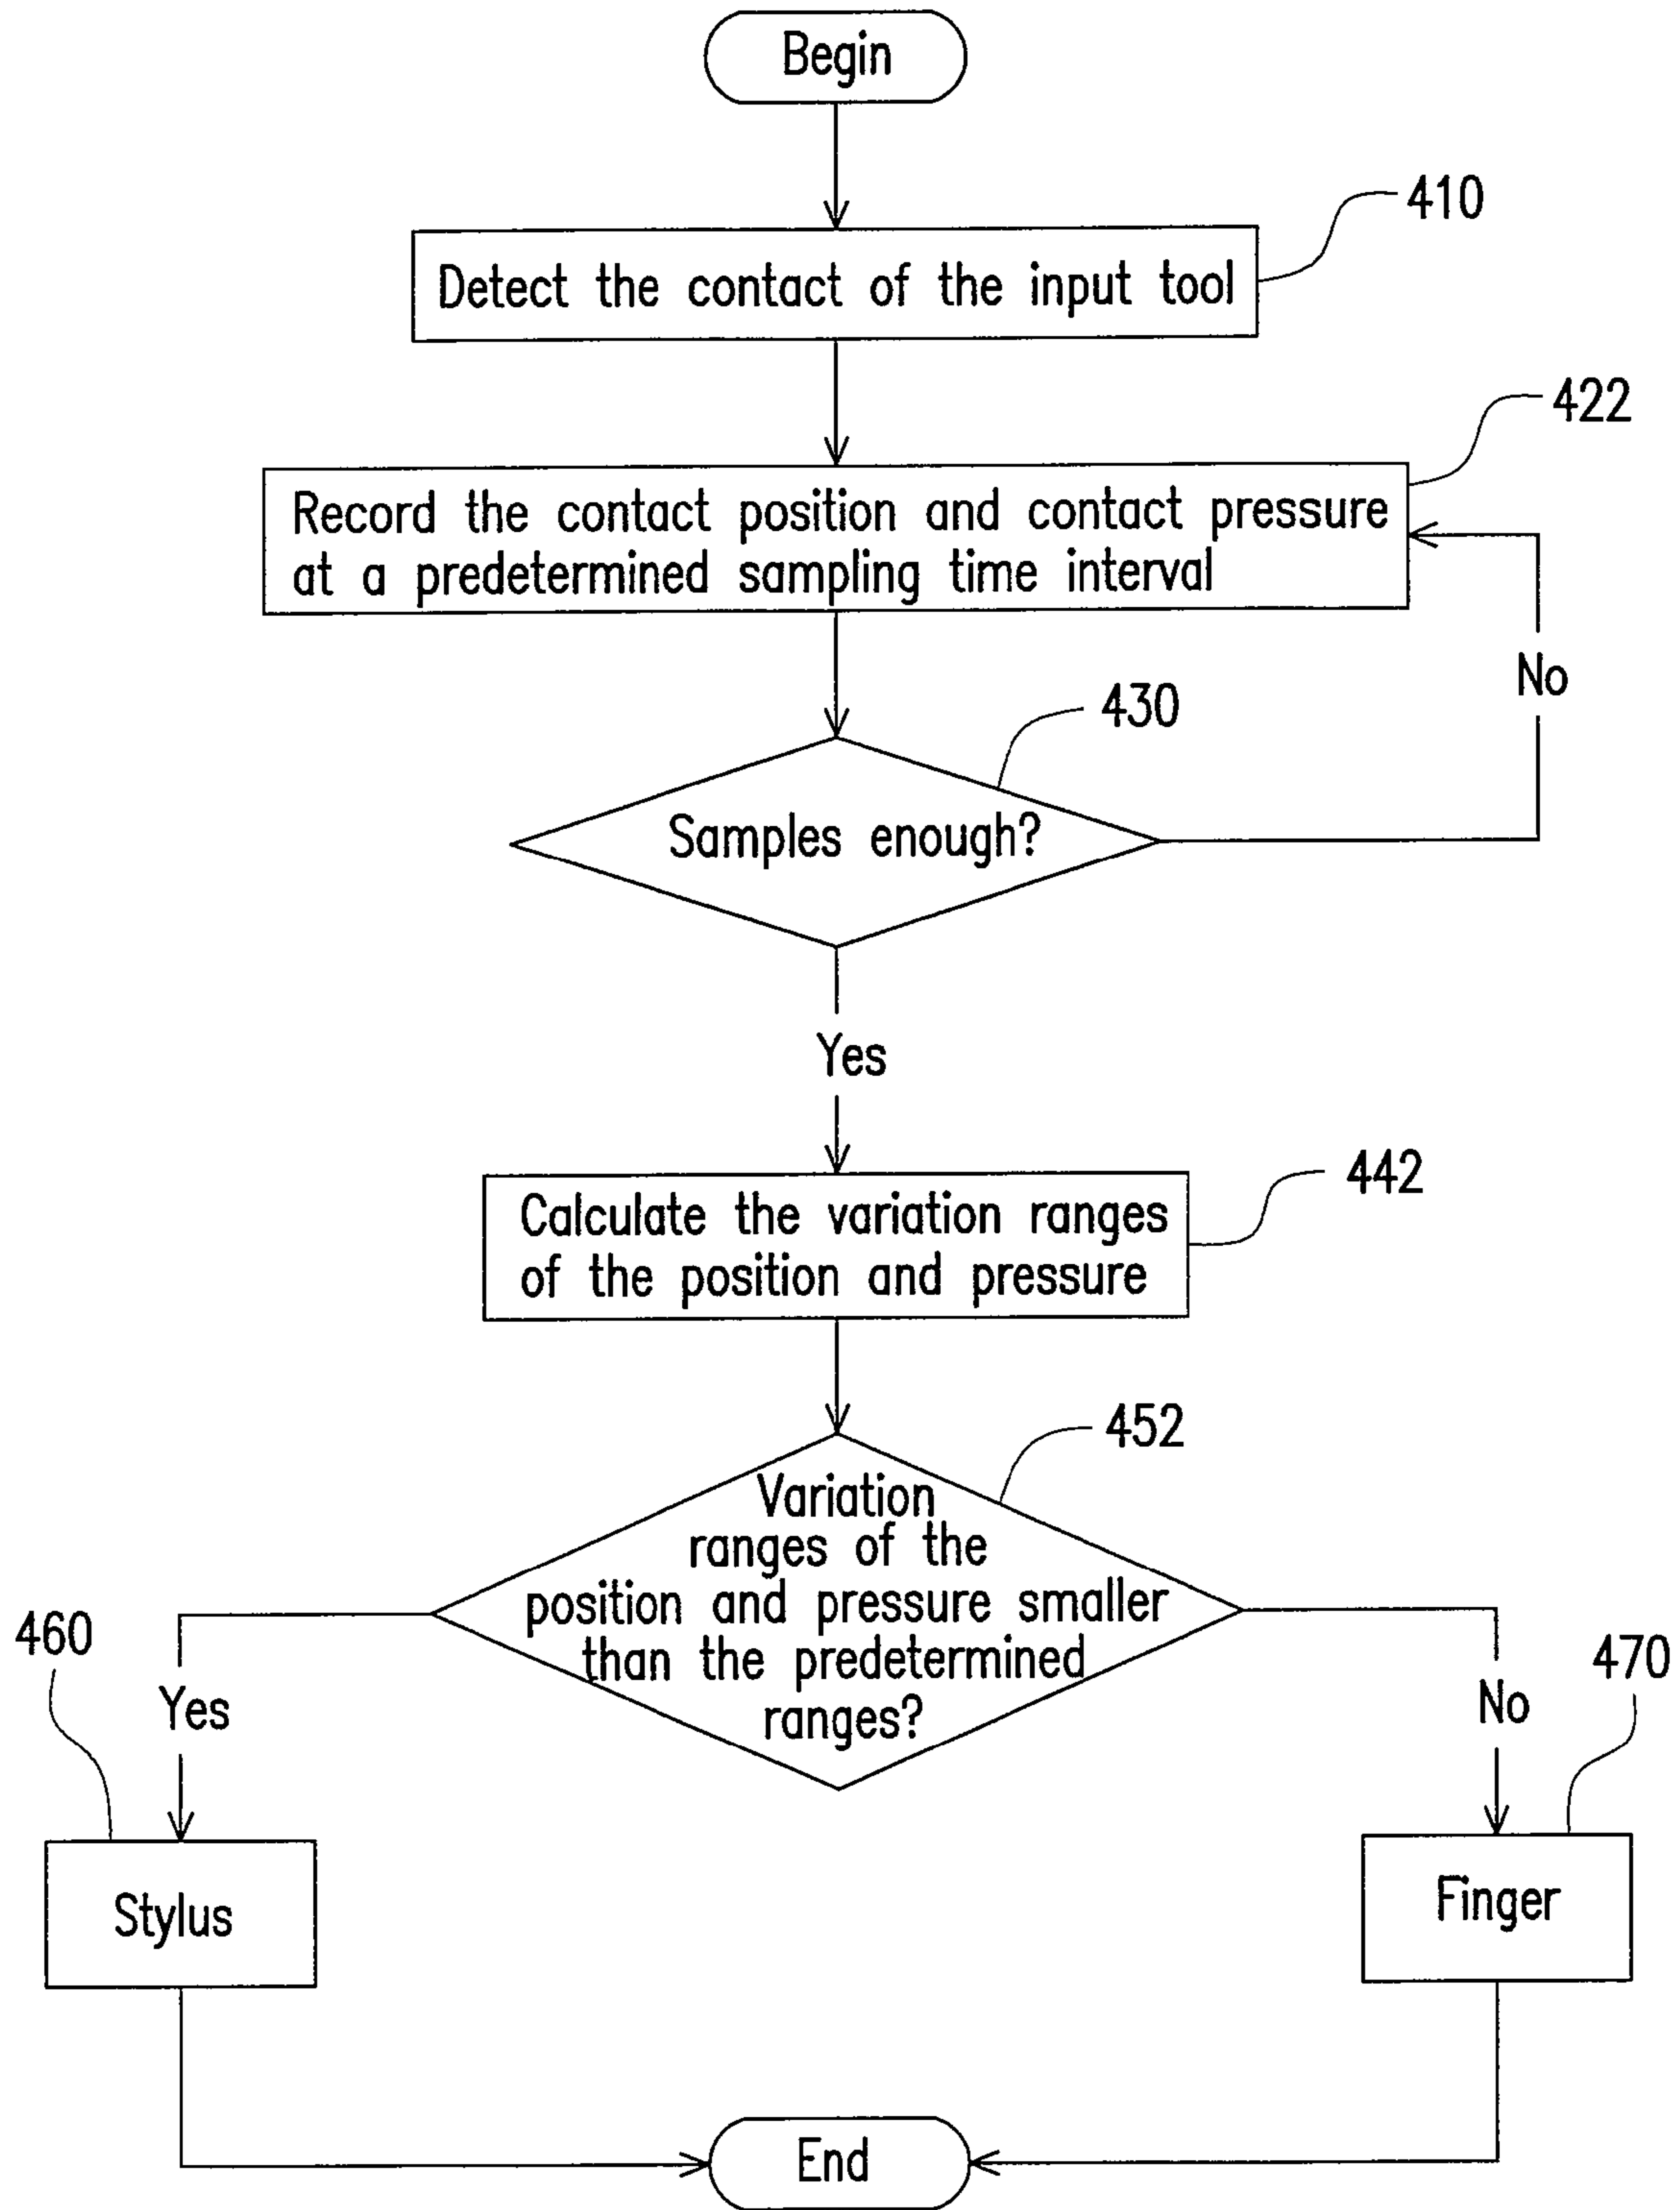 Begin
410
Detect the contact of the input tool
422
Record the contact position and contact pressure
at a predetermined sampling time interval
No
430
Samples enough?
Yes
442
Calculate the variation ranges
of the position and pressure
452
Variation
ranges of the
position and pressure smaller
than the predetermined
ranges?
460
Yes
470
No
Stylus
Finger
End